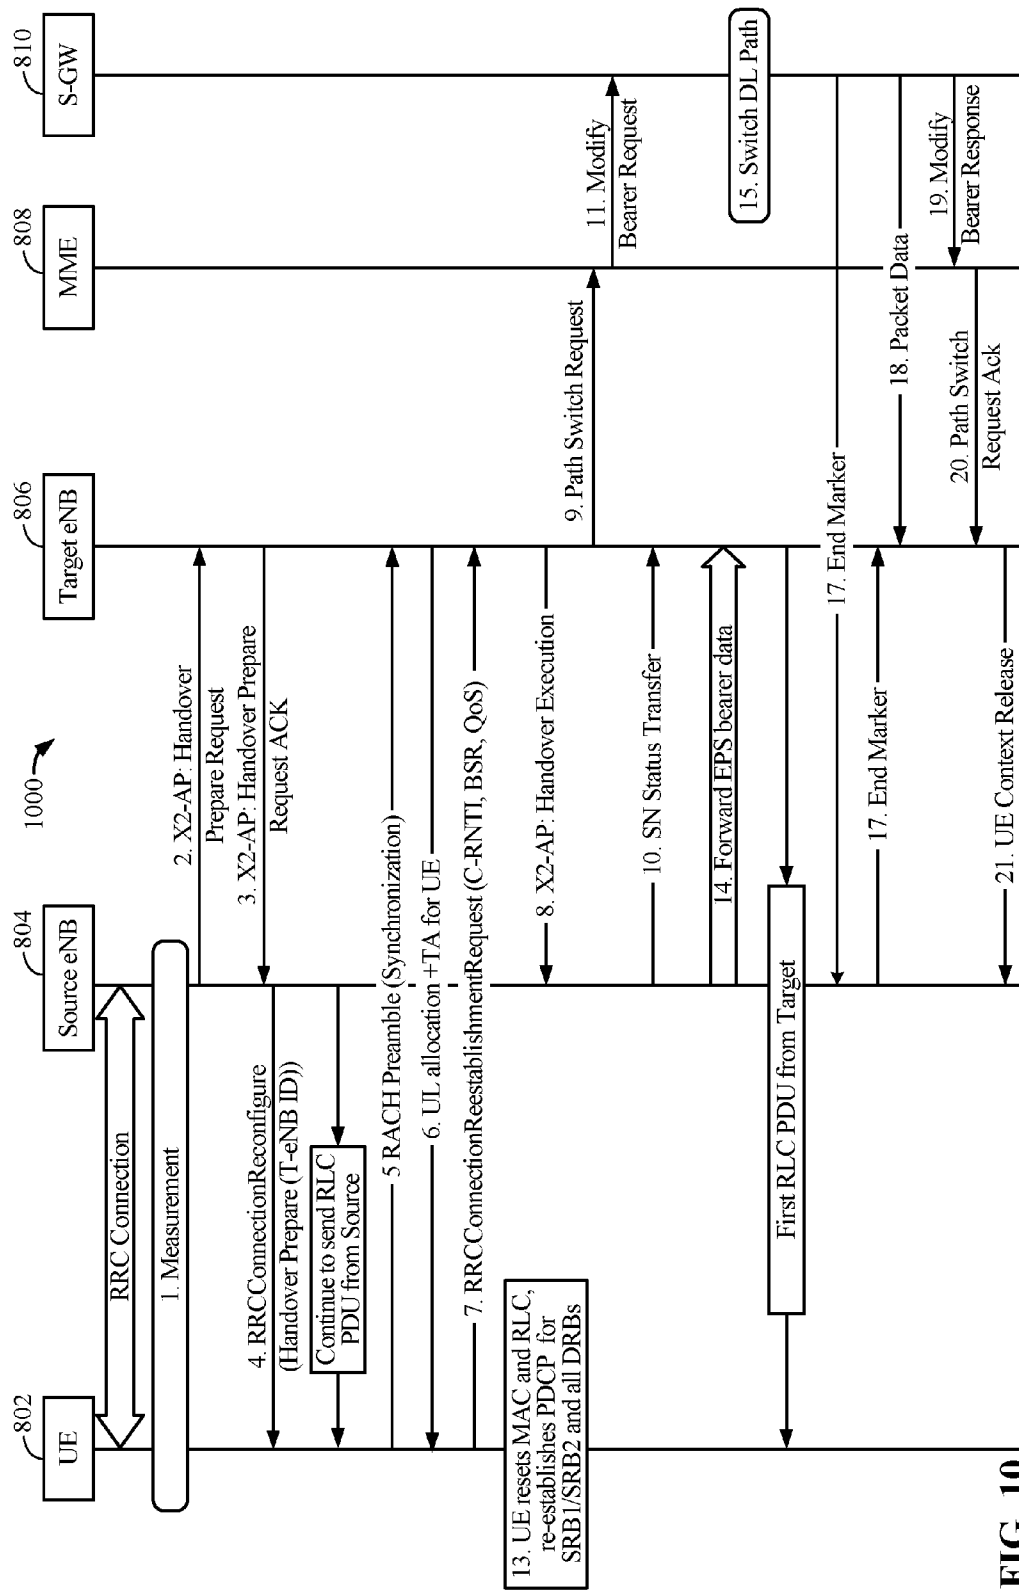 1000
802
804
806
808
810
UE
Source eNB
Target eNB
MME
S-GW
RRC Connection
1. Measurement
2. X2-AP: Handover
Prepare Request
3. X2-AP: Handover Prepare
Request ACK
4. RRCConnectionReconfigure
(Handover Prepare (T-eNB ID))
Continue to send RLC
PDU from Source
5 RACH Preamble (Synchronization)
6. UL allocation +TA for UE
7. RRCConnectionReestablishmentRequest (C-RNTI, BSR, QoS)
13. UE resets MAC and RLC,
re-establishes PDCP for
SRB1/SRB2 and all DRBs
8. X2-AP: Handover Execution
9. Path Switch Request
11. Modify
Bearer Request
10. SN Status Transfer
14. Forward EPS bearer data
15. Switch DL Path
First RLC PDU from Target
17. End Marker
17. End Marker
18. Packet Data
19. Modify
Bearer Response
20. Path Switch
Request Ack
21. UE Context Release
FIG. 10